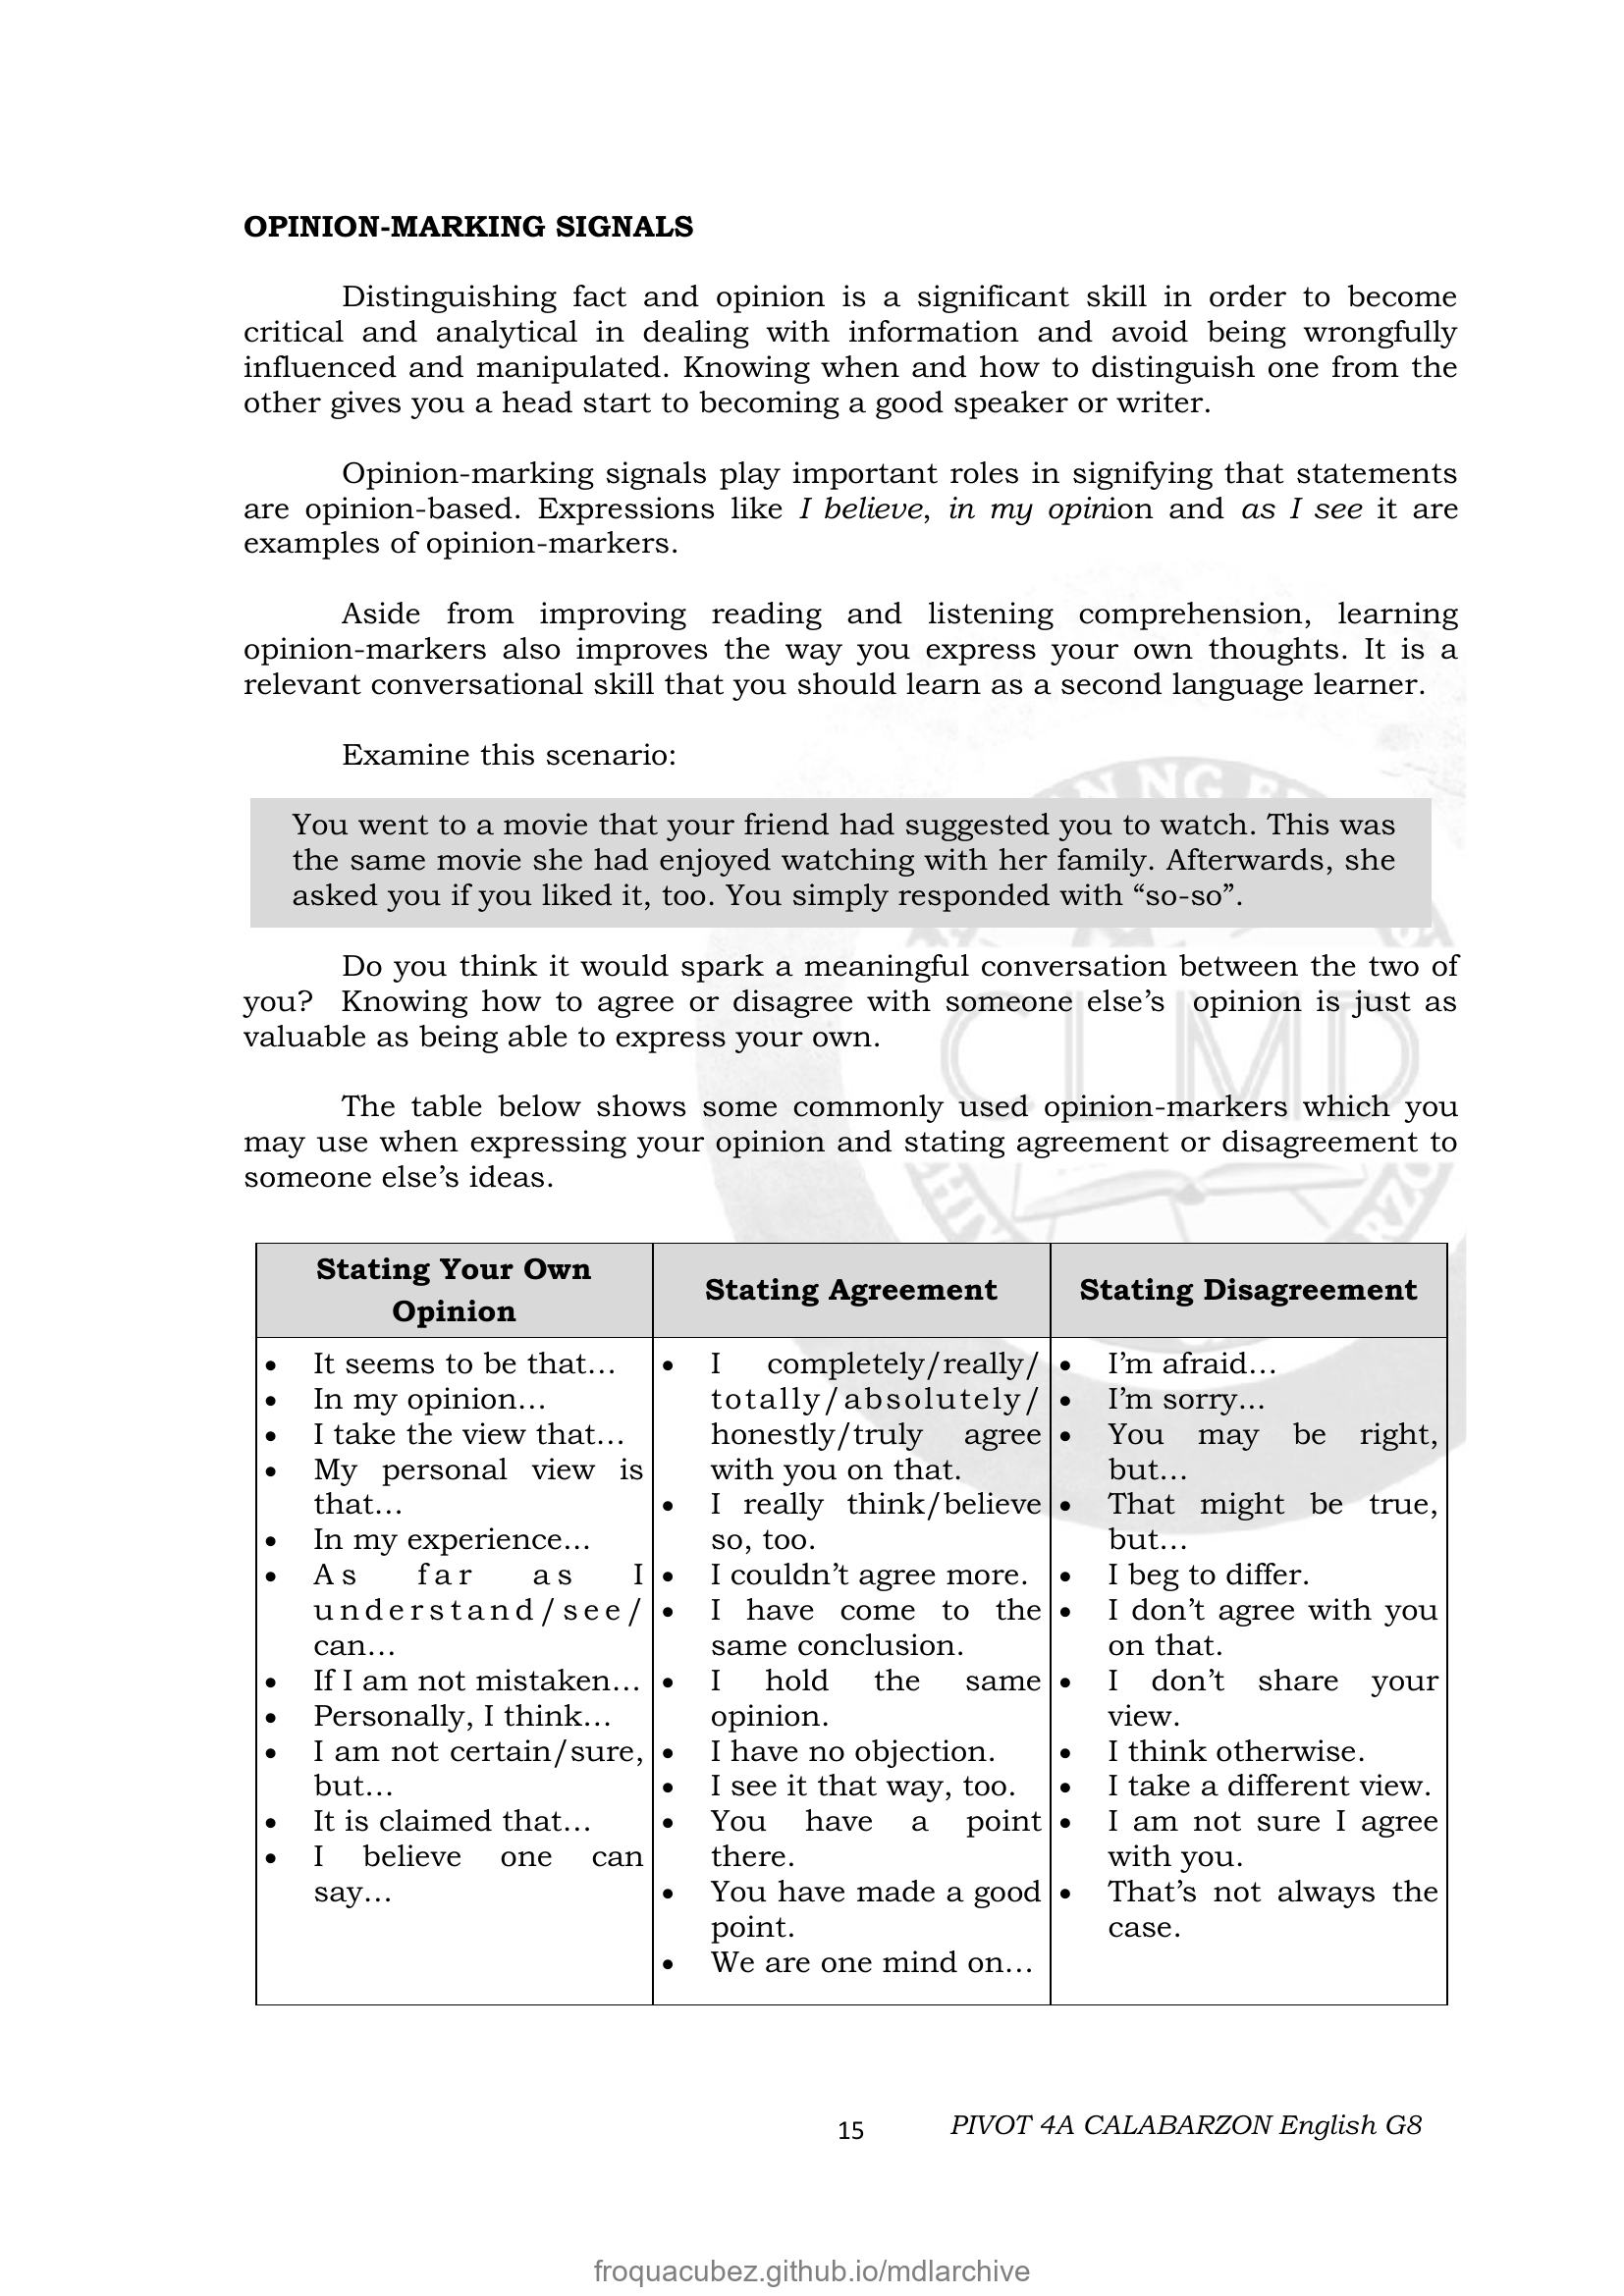 OPINION-MARKING SIGNALS
Distinguishing fact and opinion is a significant skill in order to become
critical and analytical in dealing with information and avoid being wrongfully
influenced and manipulated. Knowing when and how to distinguish one from the
other gives you a head start to becoming a good speaker or writer.
Opinion-marking signals play important roles in signifying that statements
are opinion-based. Expressions like I believe, in my opinion and as I see it are
examples of opinion-markers.
Aside from improving reading and listening comprehension, learning
opinion-markers also improves the way you express your own thoughts. It is a
relevant conversational skill that you should learn as a second language learner.
Examine this scenario:
You went to a movie that your friend had suggested you to watch. This was
the same movie she had enjoyed watching with her family. Afterwards, she
asked you if you liked it, too. You simply responded with “so-so”.
Do you think it would spark a meaningful conversation between the two of
you? Knowing how to agree or disagree with someone else’s opinion is just as
valuable as being able to express your own.
CLMD
The table below shows some commonly used opinion-markers which you
may use when expressing your opinion and stating agreement or disagreement to
someone else’s ideas.
Stating Your Own
Opinion
• It seems to be that…
• In my opinion…
• I take the view that…
• My personal view is
that…
• In my experience…
• As far as I
understand/see/
can…
• If I am not mistaken…
• Personally, I think…
• I am not certain/sure,
but…
• It is claimed that…
• I believe one can
say…
Stating Agreement
• I completely/really/
totally/absolutely/
honestly/truly agree
with you on that.
• I really think/believe
so, too.
• I couldn’t agree more.
• I have come to the
same conclusion.
• I hold the same
opinion.
• I have no objection.
• I see it that way, too.
• You have a point
there.
• You have made a good
point.
• We are one mind on…
Stating Disagreement
• I’m afraid…
• I’m sorry…
• You may be right,
but…
• That might be true,
but…
• I beg to differ.
• I don’t agree with you
on that.
• I don’t share your
view.
• I think otherwise.
• I take a different view.
• I am not sure I agree
with you.
• That’s not always the
case.
15 PIVOT 4A CALABARZON English G8
froquacubez.github.io/mdlarchive